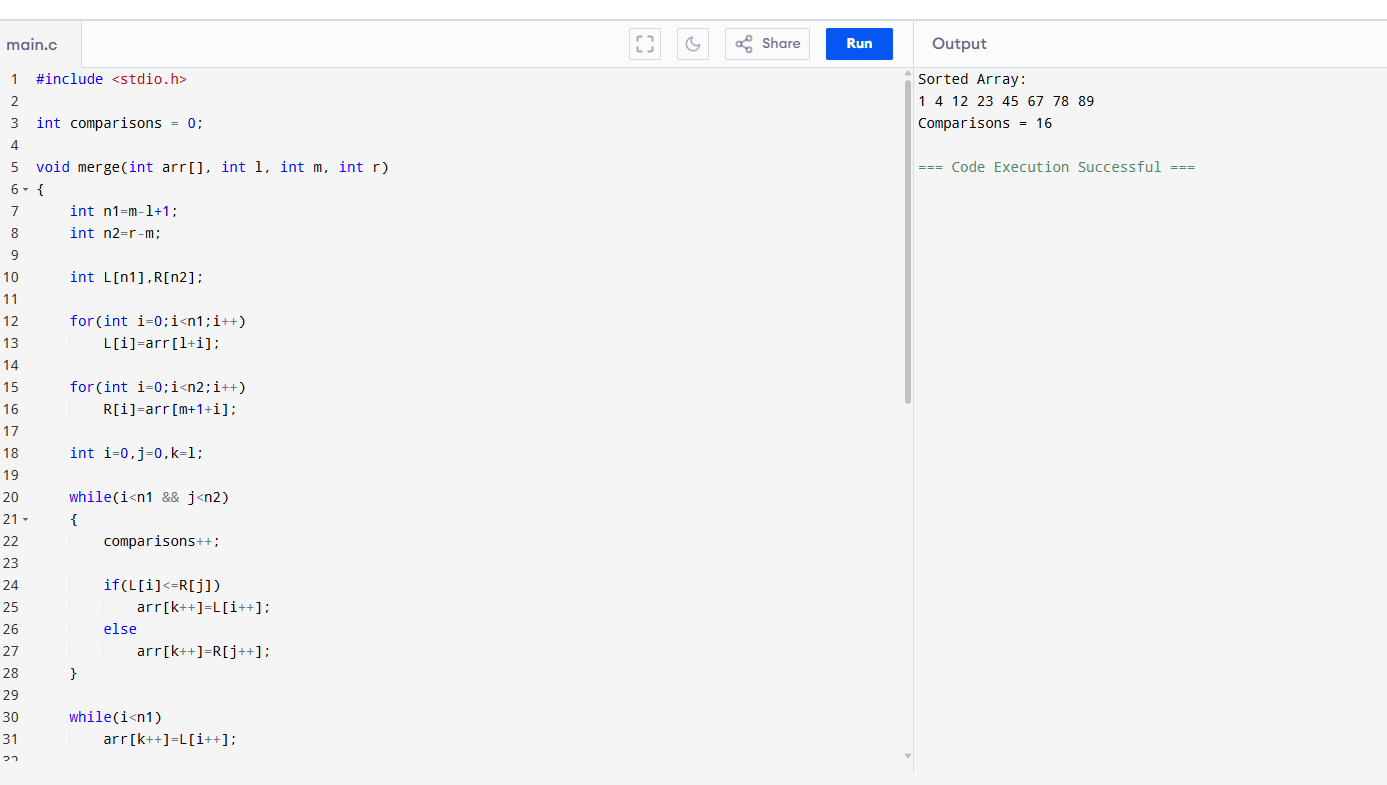 main.c
Share
Run
Output
1 #include <stdio.h>
2
3 int comparisons = 0;
4
5 void merge(int arr[], int l, int m, int r)
6 {
7     int n1=m-l+1;
8     int n2=r-m;
9
10     int L[n1],R[n2];
11
12     for(int i=0;i<n1;i++)
13         L[i]=arr[l+i];
14
15     for(int i=0;i<n2;i++)
16         R[i]=arr[m+1+i];
17
18     int i=0,j=0,k=l;
19
20     while(i<n1 && j<n2)
21     {
22         comparisons++;
23
24         if(L[i]<=R[j])
25             arr[k++]=L[i++];
26         else
27             arr[k++]=R[j++];
28     }
29
30     while(i<n1)
31         arr[k++]=L[i++];
32
Sorted Array:
1 4 12 23 45 67 78 89
Comparisons = 16
=== Code Execution Successful ===